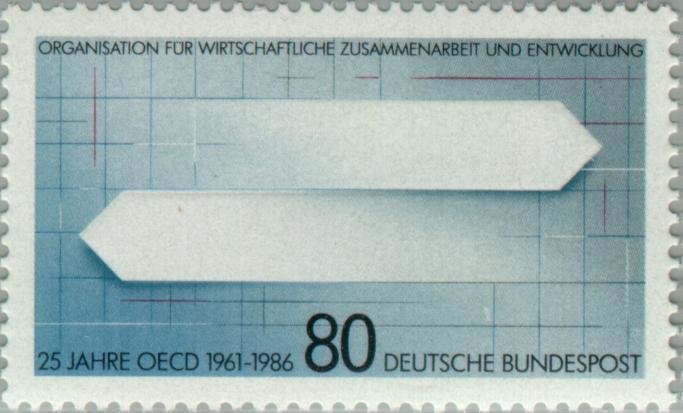 ORGANISATION FÜR WIRTSCHAFTLICHE ZUSAMMENARBEIT UND ENTWICKLUNG
25 JAHRE OECD 1961-1986 80 DEUTSCHE BUNDESPOST